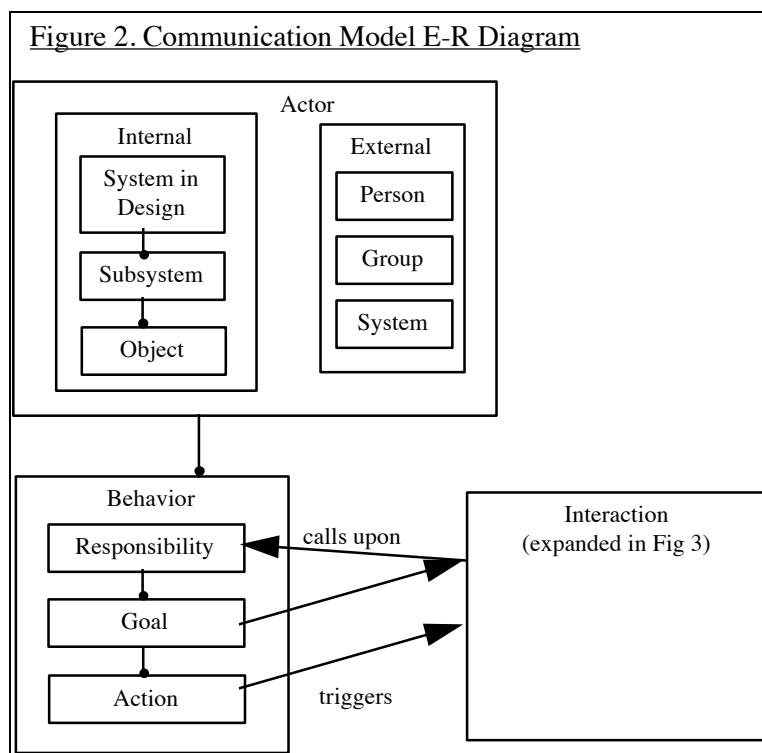 Figure 2. Communication Model E-R Diagram
Actor
Internal
System in
Design
Subsystem
Object
External
Person
Group
System
Behavior
Responsibility
Goal
Action
calls upon
triggers
Interaction
(expanded in Fig 3)